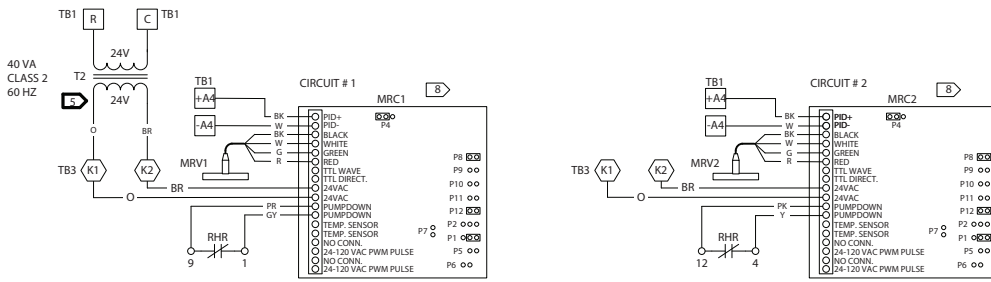 TB1 R C TB1
24V
40 VA
CLASS 2
60 HZ
T2
5
24V
O BR
TB3 K1 K2
BR
O
TB1
+A4
-A4
MRV1
CIRCUIT # 1
8
MRC1
BK PID+
W PID-
BK BLACK
W WHITE
G GREEN
R RED
TTL WAVE
TTL DIRECT.
24VAC
24VAC
PR PUMPDOWN
GY PUMPDOWN
TEMP. SENSOR
TEMP. SENSOR
NO CONN.
24-120 VAC PWM PULSE
NO CONN.
24-120 VAC PWM PULSE
P4
P8
P9
P10
P11
P12
P7
P2
P1
P5
P6
RHR
9 1
TB1
+A4
-A4
TB3 K1 K2
MRV2
BR
O
CIRCUIT # 2
8
MRC2
BK PID+
W PID-
BK BLACK
W WHITE
G GREEN
R RED
TTL WAVE
TTL DIRECT.
24VAC
24VAC
PK PUMPDOWN
Y PUMPDOWN
TEMP. SENSOR
TEMP. SENSOR
NO CONN.
24-120 VAC PWM PULSE
NO CONN.
24-120 VAC PWM PULSE
P4
P8
P9
P10
P11
P12
P7
P2
P1
P5
P6
RHR
12 4